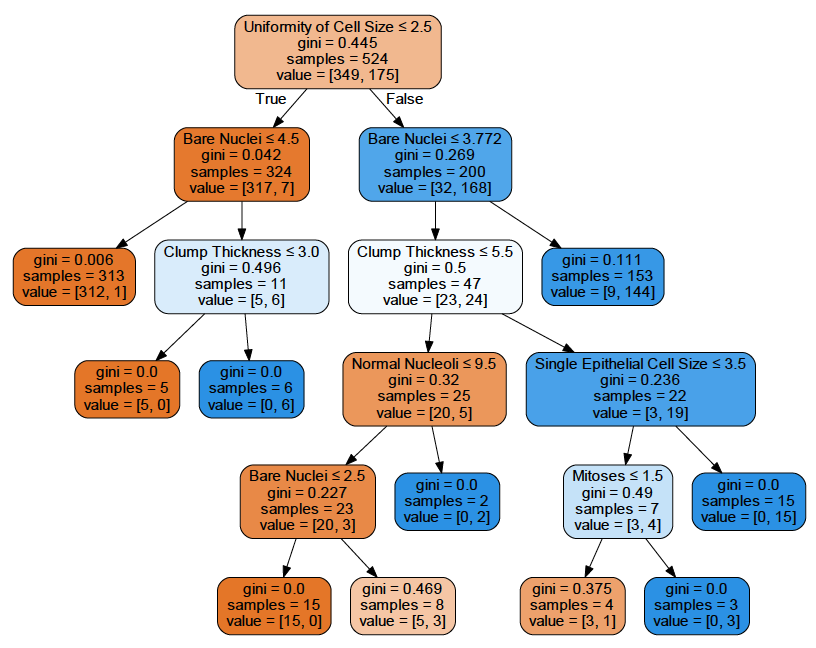 Uniformity of Cell Size ≤ 2.5
gini = 0.445
samples = 524
value = [349, 175]
True
False
Bare Nuclei ≤ 4.5
gini = 0.042
samples = 324
value = [317, 7]
Bare Nuclei ≤ 3.772
gini = 0.269
samples = 200
value = [32, 168]
gini = 0.006
samples = 313
value = [312, 1]
Clump Thickness ≤ 3.0
gini = 0.496
samples = 11
value = [5, 6]
Clump Thickness ≤ 5.5
gini = 0.5
samples = 47
value = [23, 24]
gini = 0.111
samples = 153
value = [9, 144]
gini = 0.0
samples = 5
value = [5, 0]
gini = 0.0
samples = 6
value = [0, 6]
Normal Nucleoli ≤ 9.5
gini = 0.32
samples = 25
value = [20, 5]
Single Epithelial Cell Size ≤ 3.5
gini = 0.236
samples = 22
value = [3, 19]
Bare Nuclei ≤ 2.5
gini = 0.227
samples = 23
value = [20, 3]
gini = 0.0
samples = 2
value = [0, 2]
Mitoses ≤ 1.5
gini = 0.49
samples = 7
value = [3, 4]
gini = 0.0
samples = 15
value = [0, 15]
gini = 0.0
samples = 15
value = [15, 0]
gini = 0.469
samples = 8
value = [5, 3]
gini = 0.375
samples = 4
value = [3, 1]
gini = 0.0
samples = 3
value = [0, 3]